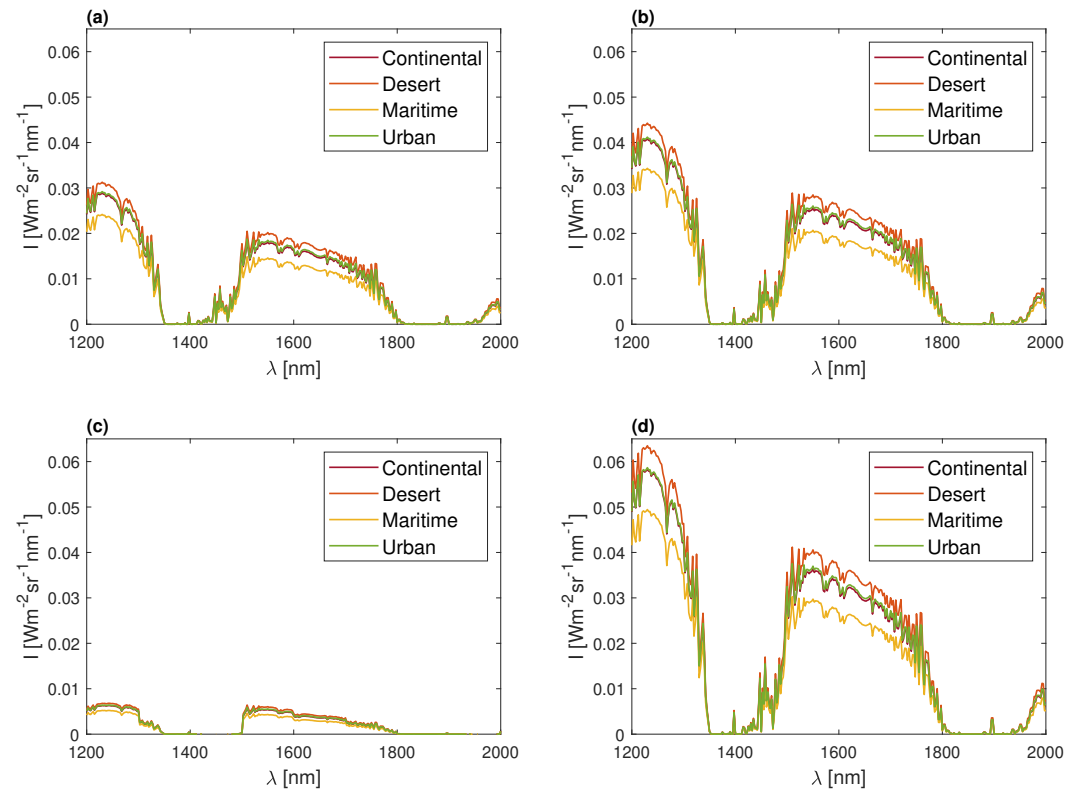 (a)
0.06
0.05
0.04
0.03
0.02
0.01
0
I [Wm-2sr-1nm-1]
Continental
Desert
Maritime
Urban
1200 1400 1600 1800 2000
λ [nm]
(b)
0.06
0.05
0.04
0.03
0.02
0.01
0
I [Wm-2sr-1nm-1]
Continental
Desert
Maritime
Urban
1200 1400 1600 1800 2000
λ [nm]
(c)
0.06
0.05
0.04
0.03
0.02
0.01
0
I [Wm-2sr-1nm-1]
Continental
Desert
Maritime
Urban
1200 1400 1600 1800 2000
λ [nm]
(d)
0.06
0.05
0.04
0.03
0.02
0.01
0
I [Wm-2sr-1nm-1]
Continental
Desert
Maritime
Urban
1200 1400 1600 1800 2000
λ [nm]